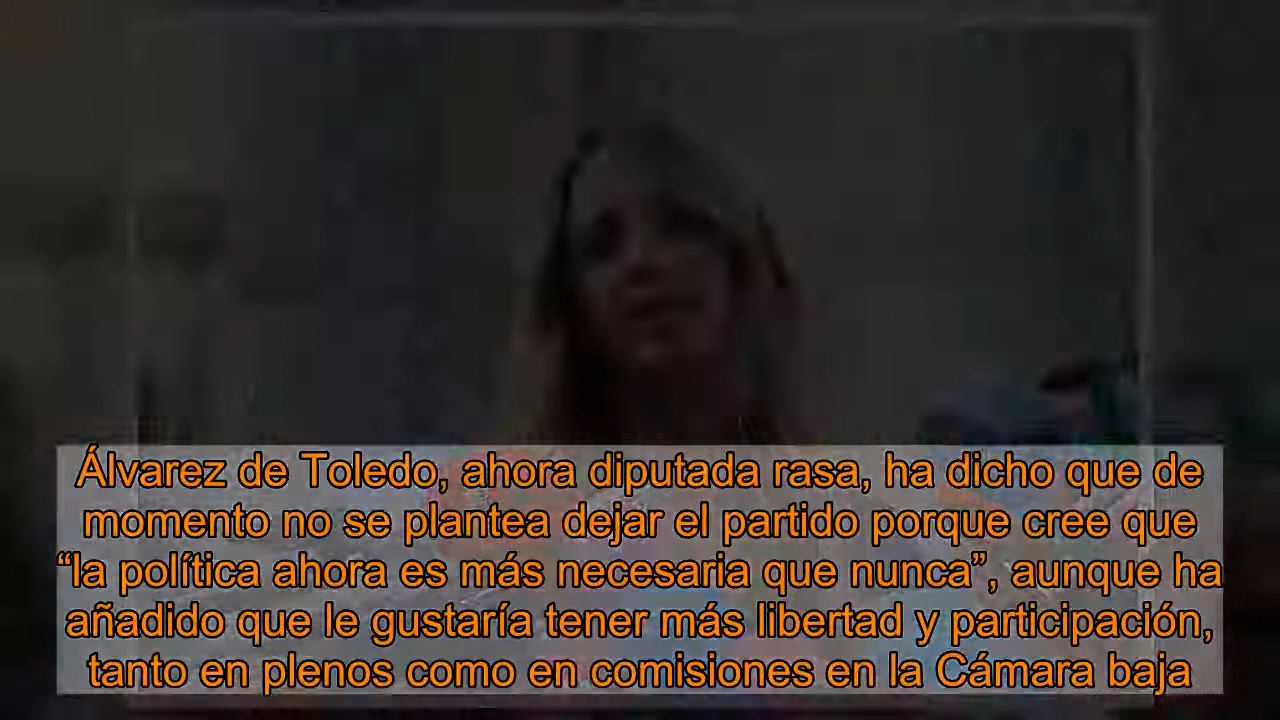 Álvarez de Toledo, ahora diputada rasa, ha dicho que de
momento no se plantea dejar el partido porque cree que
“la política ahora es más necesaria que nunca”, aunque ha
añadido que le gustaría tener más libertad y participación,
tanto en plenos como en comisiones en la Cámara baja